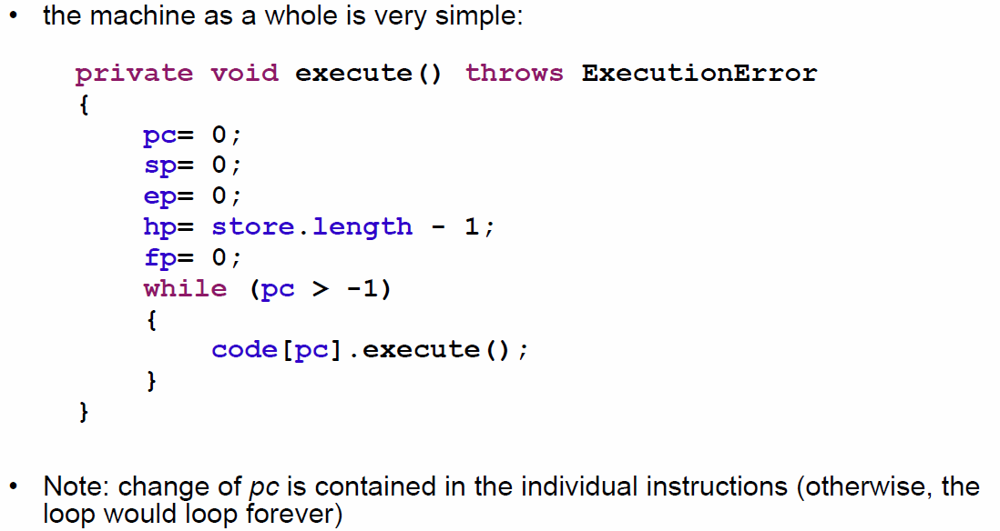 • the machine as a whole is very simple:
private void execute() throws ExecutionError
{
pc= 0;
sp= 0;
ep= 0;
hp= store.length - 1;
fp= 0;
while (pc > -1)
{
code[pc].execute();
}
}
• Note: change of pc is contained in the individual instructions (otherwise, the
loop would loop forever)